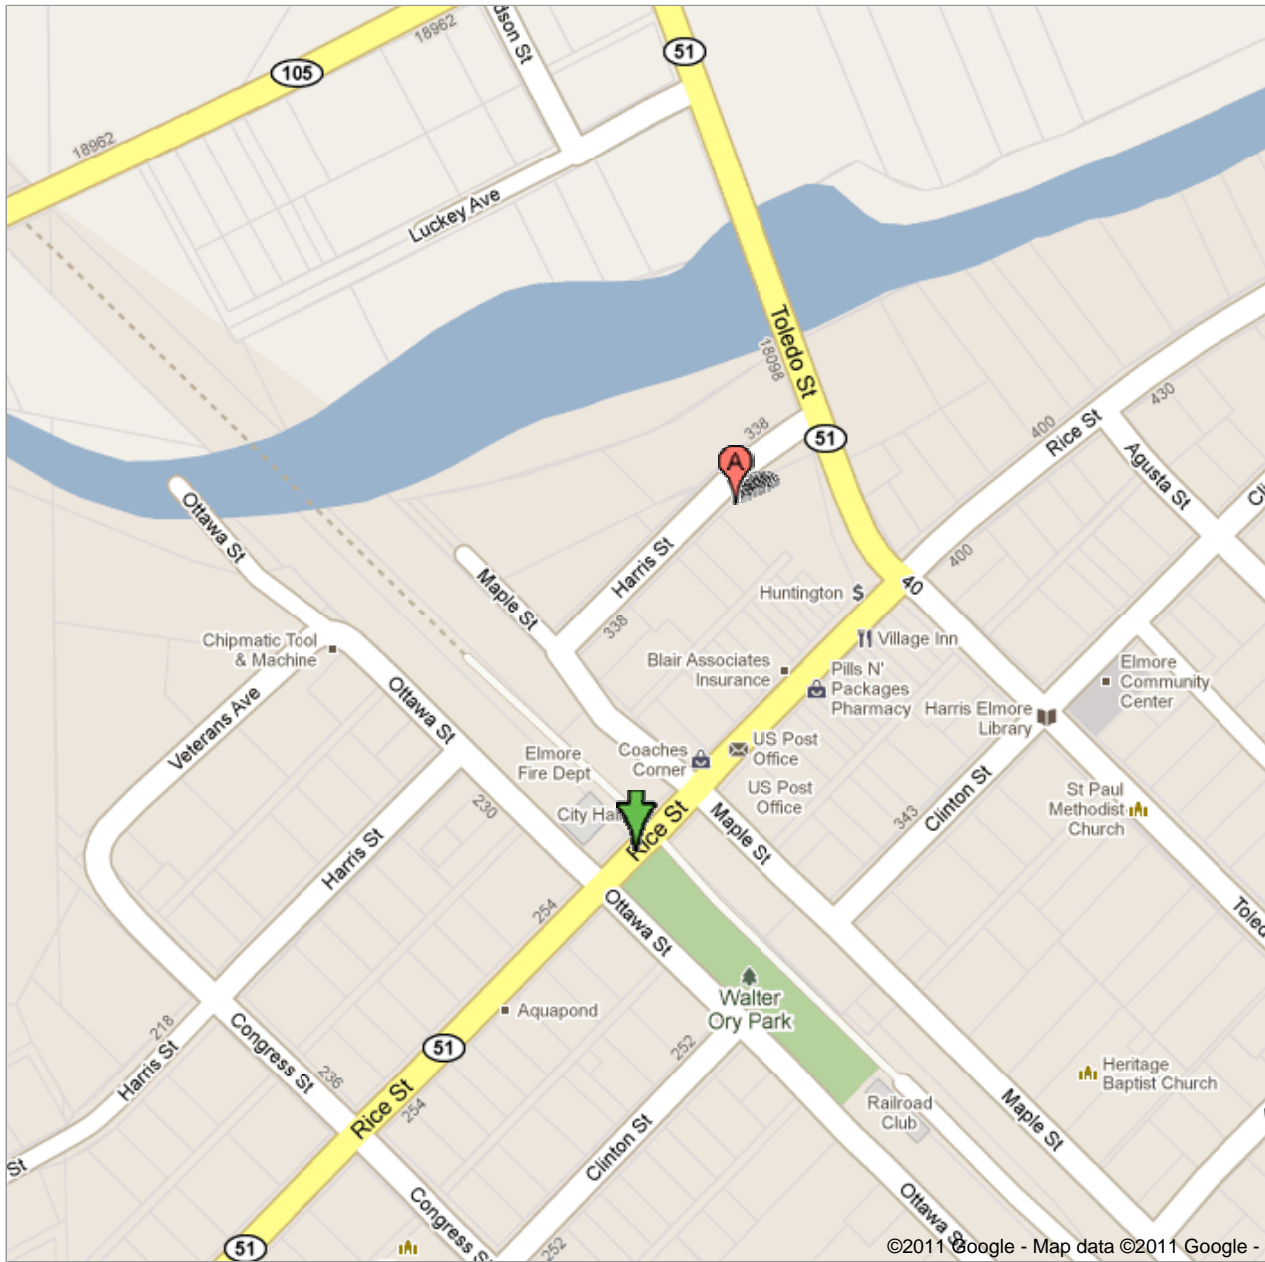 dson St
51
18962
105
18962
Luckey Ave
Toledo St
18098
338
51
430
400
Rice St
A
Agusta St
Cli
Ottawa St
Harris St
400
40
Maple St
Huntington $
338
Village Inn
Chipmatic Tool
& Machine
Blair Associates
Insurance
Pills N'
Packages
Pharmacy
Elmore
Community
Center
Veterans Ave
Ottawa St
Harris Elmore
Library
US Post
Office
Coaches
Corner
Elmore
Fire Dept
US Post
Office
St Paul
Methodist
Church
Clinton St
343
230
City Hall
Rice St
Maple St
Harris St
254
Ottawa St
Toled
Walter
Ory Park
Aquapond
218
Congress St
51
252
Harris St
236
Heritage
Baptist Church
Rice St
254
Railroad
Club
Maple St
Clinton St
St
Congress St
Ottawa St
252
51
©2011 Google - Map data ©2011 Google -